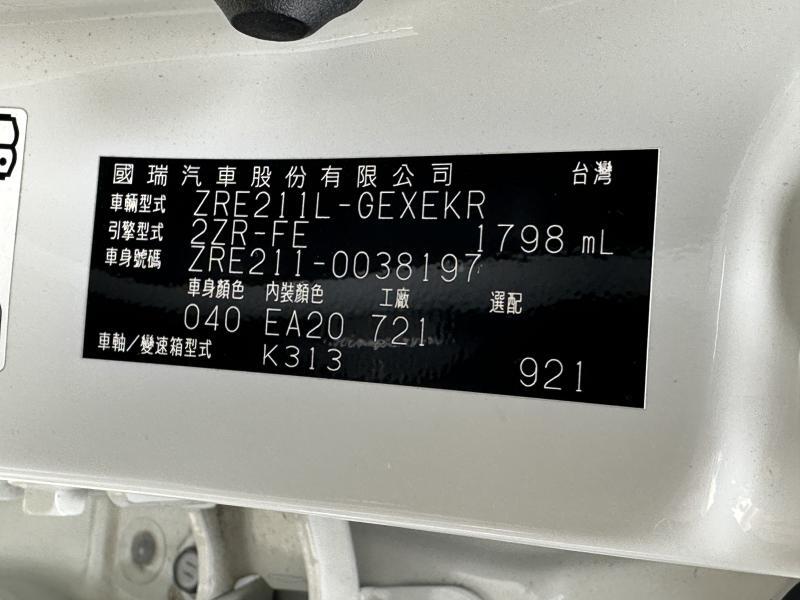 國瑞汽車股份有限公司 台灣
車輛型式 ZRE211L-GEXEKR
引擎型式 2ZR-FE 1798 mL
車身號碼 ZRE211-0038197
車身顏色 內裝顏色 工廠 選配
040 EA20 721
車軸/變速箱型式 K313 921